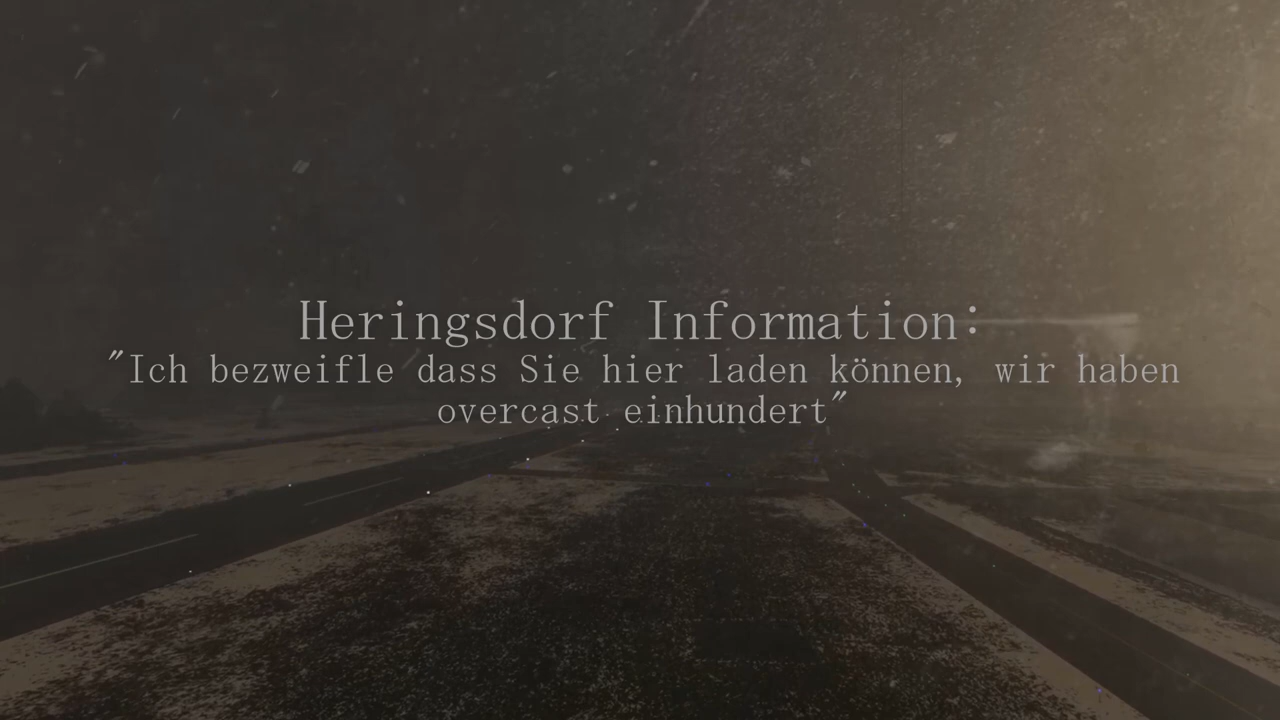 Heringsdorf Information:
"Ich bezweifle dass Sie hier laden können, wir haben
overcast einhundert"